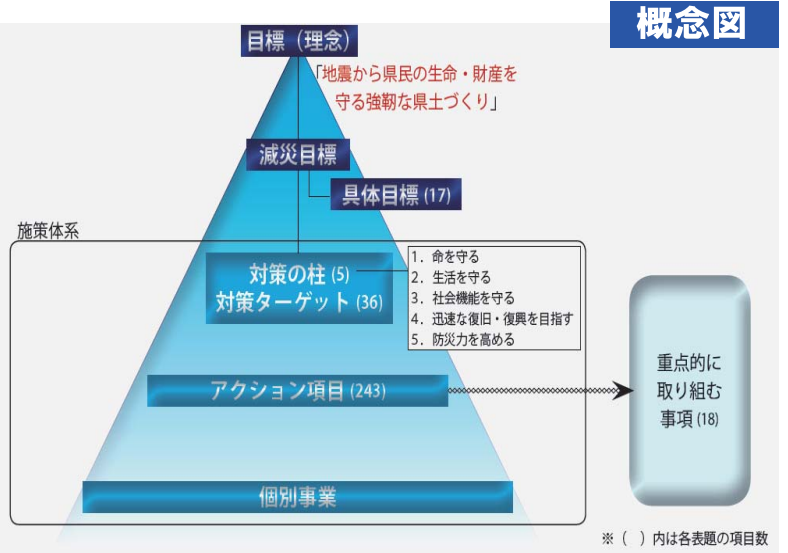 概念図
目標（理念）
「地震から県民の生命・財産を
守る強靭な県土づくり」
減災目標
具体目標 (17)
施策体系
対策の柱 (5)
対策ターゲット (36)
1．命を守る
2．生活を守る
3．社会機能を守る
4．迅速な復旧・復興を目指す
5．防災力を高める
アクション項目 (243)
重点的に
取り組む
事項 (18)
個別事業
※（　）内は各表題の項目数